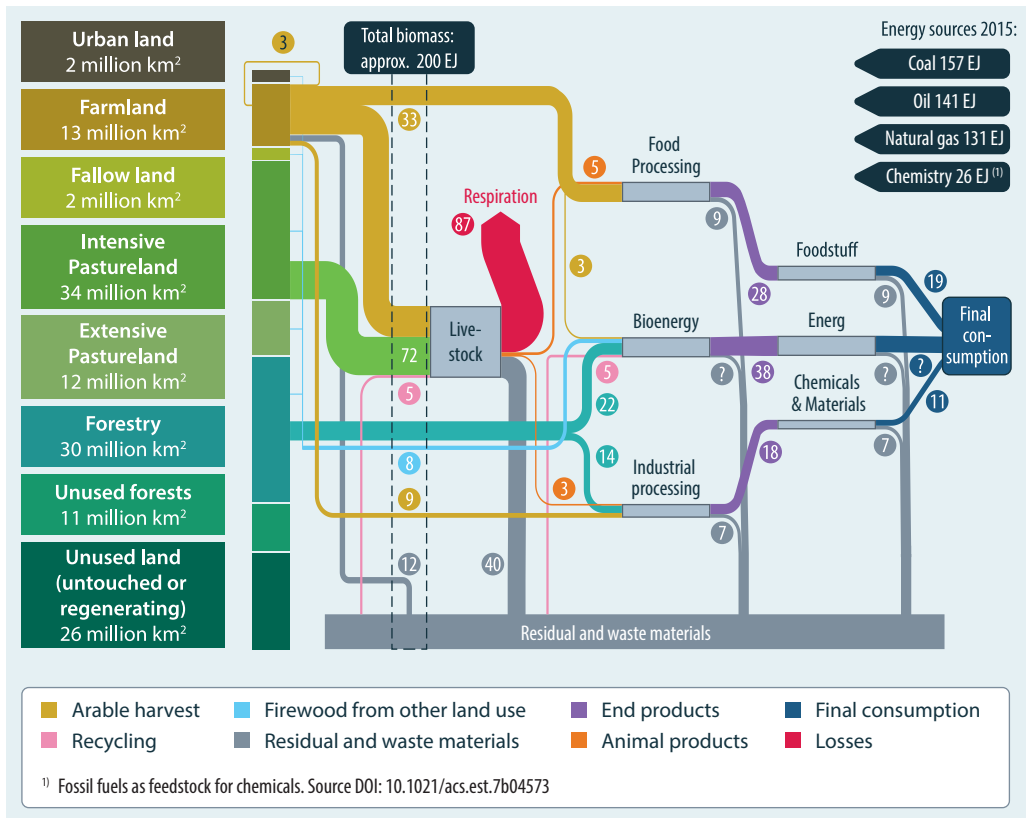 Urban land
2 million km²
Farmland
13 million km²
Fallow land
2 million km²
Intensive
Pastureland
34 million km²
Extensive
Pastureland
12 million km²
Forestry
30 million km²
Unused forests
11 million km²
Unused land
(untouched or
regenerating)
26 million km²
3
Total biomass:
approx. 200 EJ
Energy sources 2015:
Coal 157 EJ
Oil 141 EJ
Natural gas 131 EJ
Chemistry 26 EJ (1)
33
5
Food
Processing
Respiration
87
9
3
28
Foodstuff
9
19
Live-
stock
72
5
Bioenergy
5
?
38
Energ
?
?
Final
con-
sumption
22
Chemicals
& Materials
11
14
18
7
8
3
Industrial
processing
9
7
12
40
Residual and waste materials
Arable harvest
Firewood from other land use
End products
Final consumption
Recycling
Residual and waste materials
Animal products
Losses
1) Fossil fuels as feedstock for chemicals. Source DOI: 10.1021/acs.est.7b04573